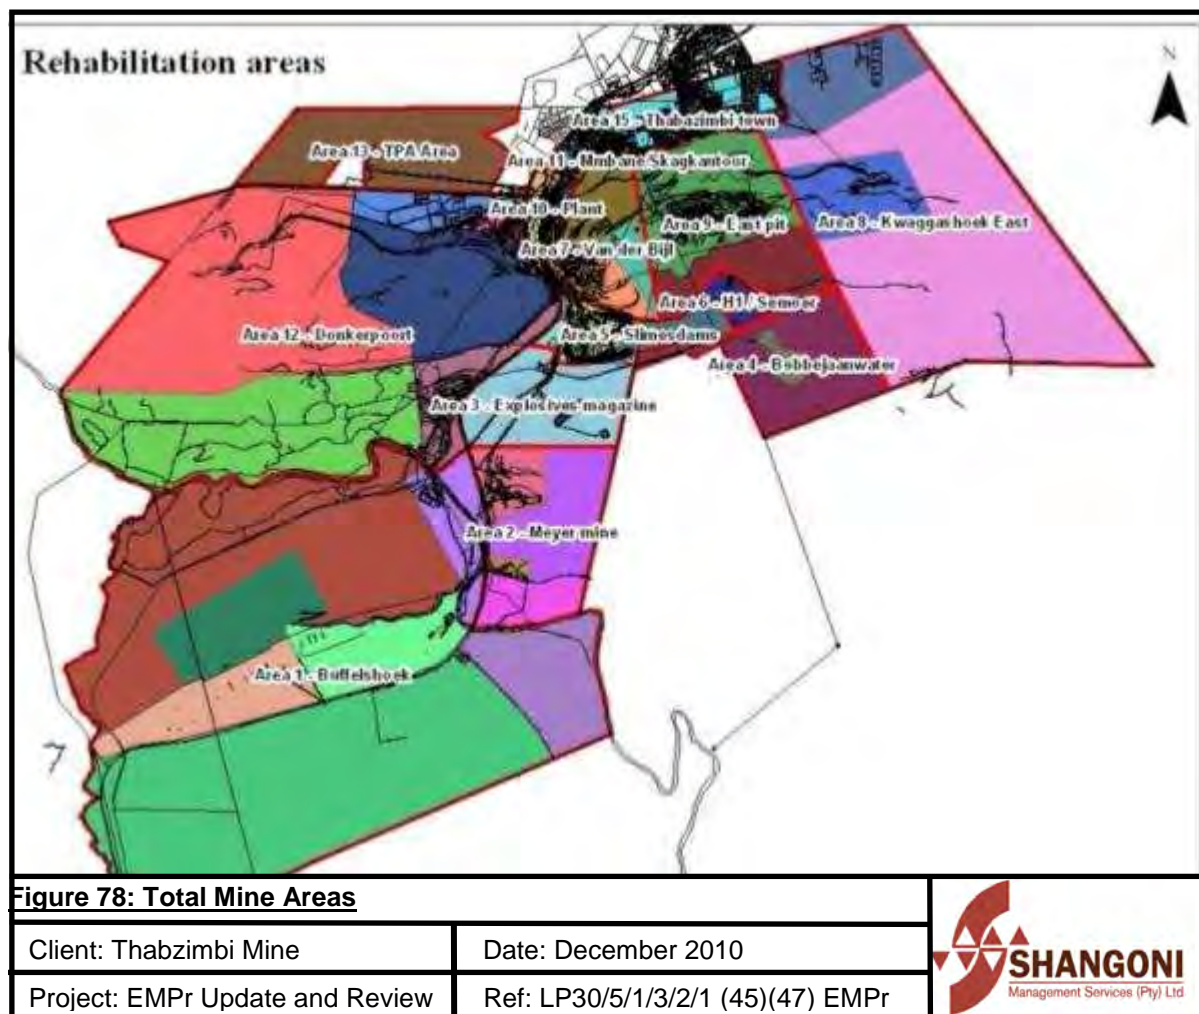 Rehabilitation areas
N
Area 15 - Thabazimbi town
Area 13 - TPA Area
Area 11 - Mmbane Skagkantoor
Area 10 - Plant
Area 9 - East pit
Area 8 - Kwaggashoek East
Area 7 - Van der Bijl
Area 6 - H1 / Semoer
Area 12 - Donkerpoort
Area 5 - Slimesdams
Area 4 - Bobbejaanwater
Area 3 - Explosives magazine
Area 2 - Meyer mine
Area 1 - Buffelshoek
Figure 78: Total Mine Areas
Client: Thabzimbi Mine
Date: December 2010
Project: EMPr Update and Review
Ref: LP30/5/1/3/2/1 (45)(47) EMPr
SHANGONI
Management Services (Pty) Ltd